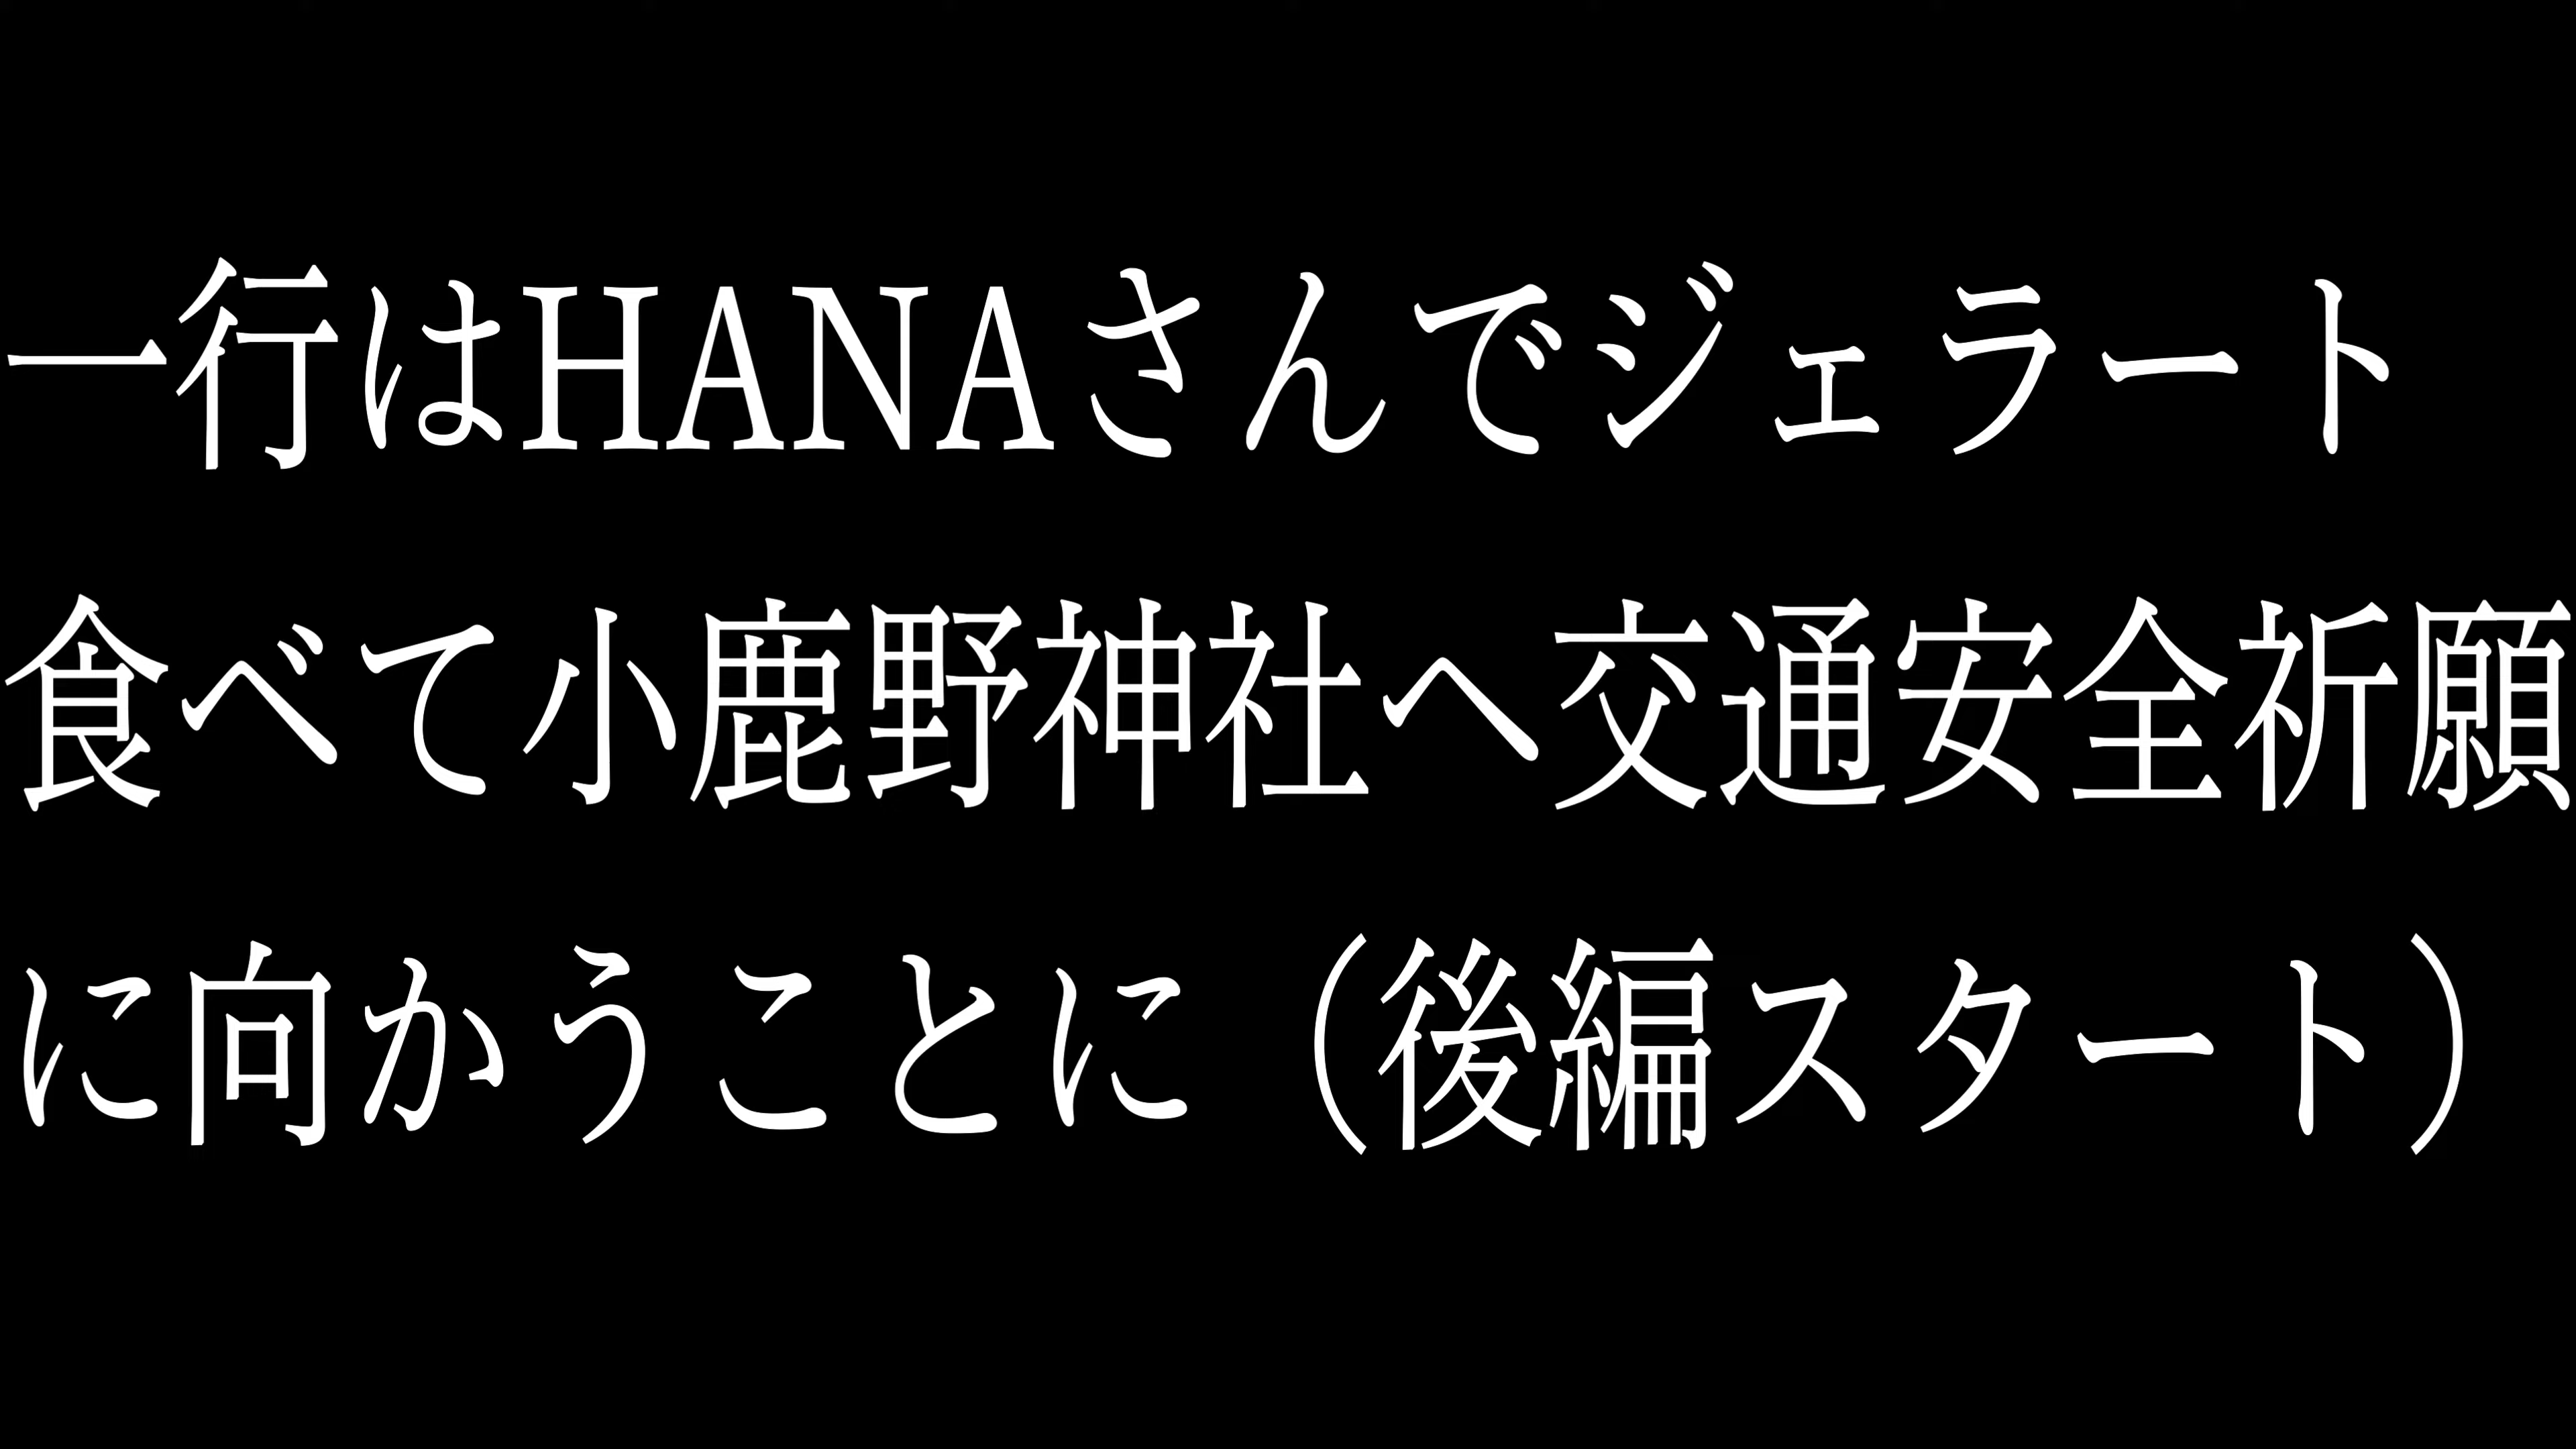 一行はHANAさんでジェラート
食べて小鹿野神社へ交通安全祈願
に向かうことに（後編スタート）